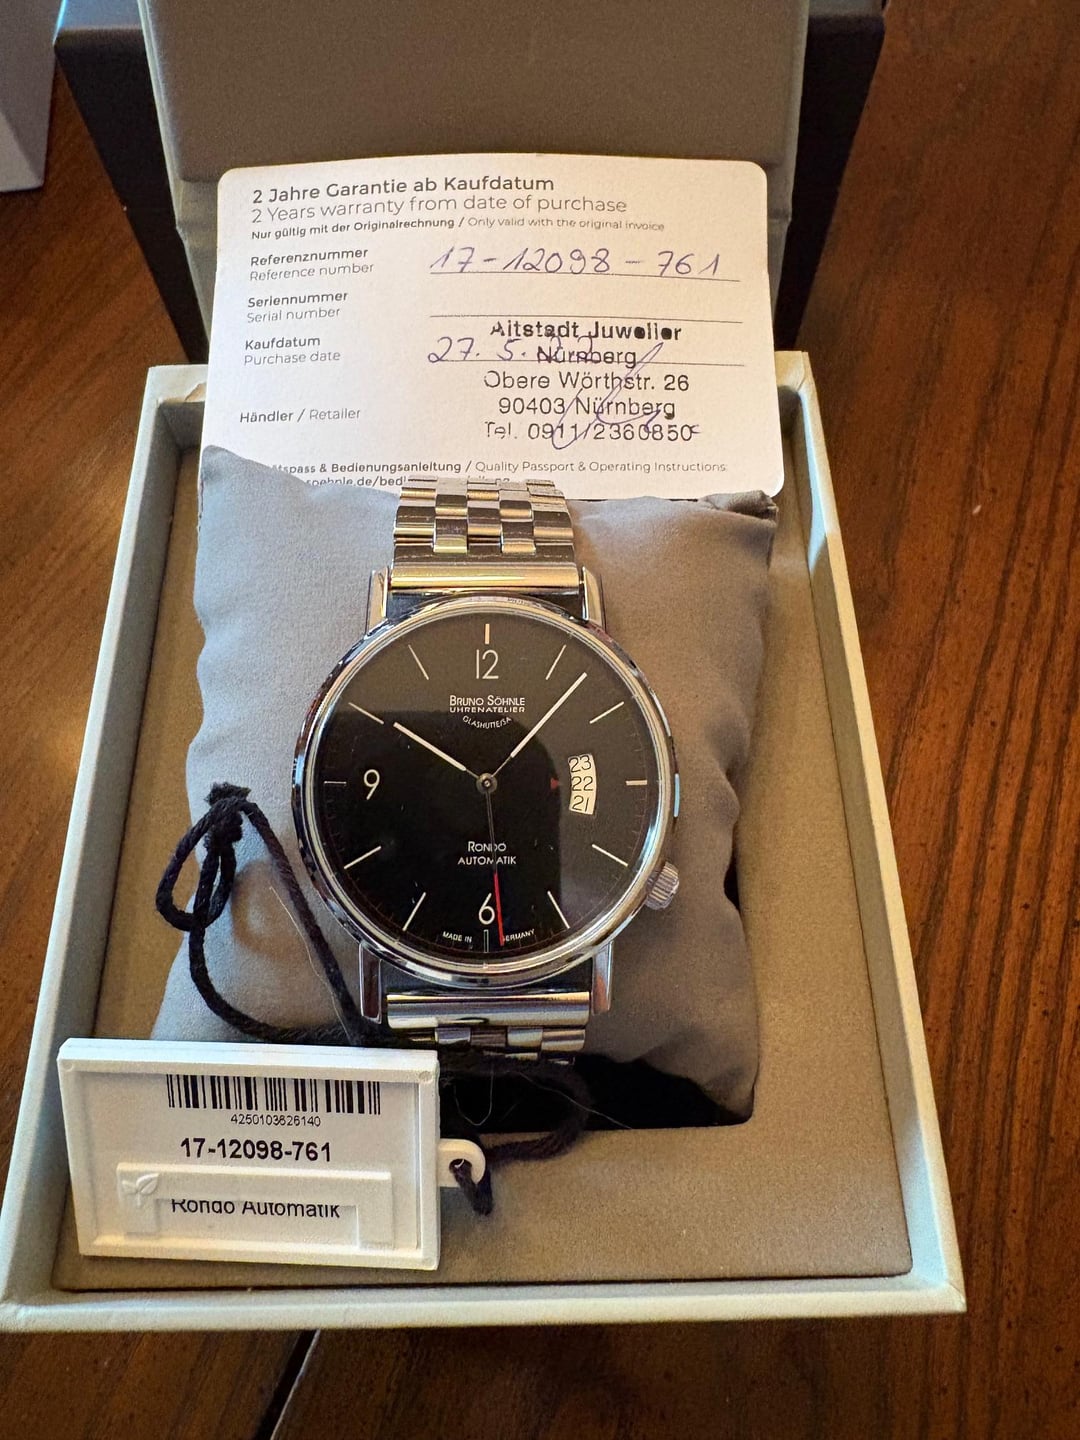 2 Jahre Garantie ab Kaufdatum
2 Years warranty from date of purchase
Nur gültig mit der Originalrechnung / Only valid with the original invoice
Referenznummer
Reference number
17-12098-761
Seriennummer
Serial number
Kaufdatum
Purchase date
27. 5.
Altstadt Juwelier
Nürnberg
Obere Wörthstr. 26
90403 Nürnberg
Tel. 0911/2360850
Händler / Retailer
& Bedienungsanleitung / Quality Passport & Operating Instructions
12
BRUNO SÖHNLE
UHRENATELIER
GLASHÜTTE/SA
9
23
22
21
RONDO
AUTOMATIK
6
MADE IN GERMANY
4250103626140
17-12098-761
Rondo Automatik